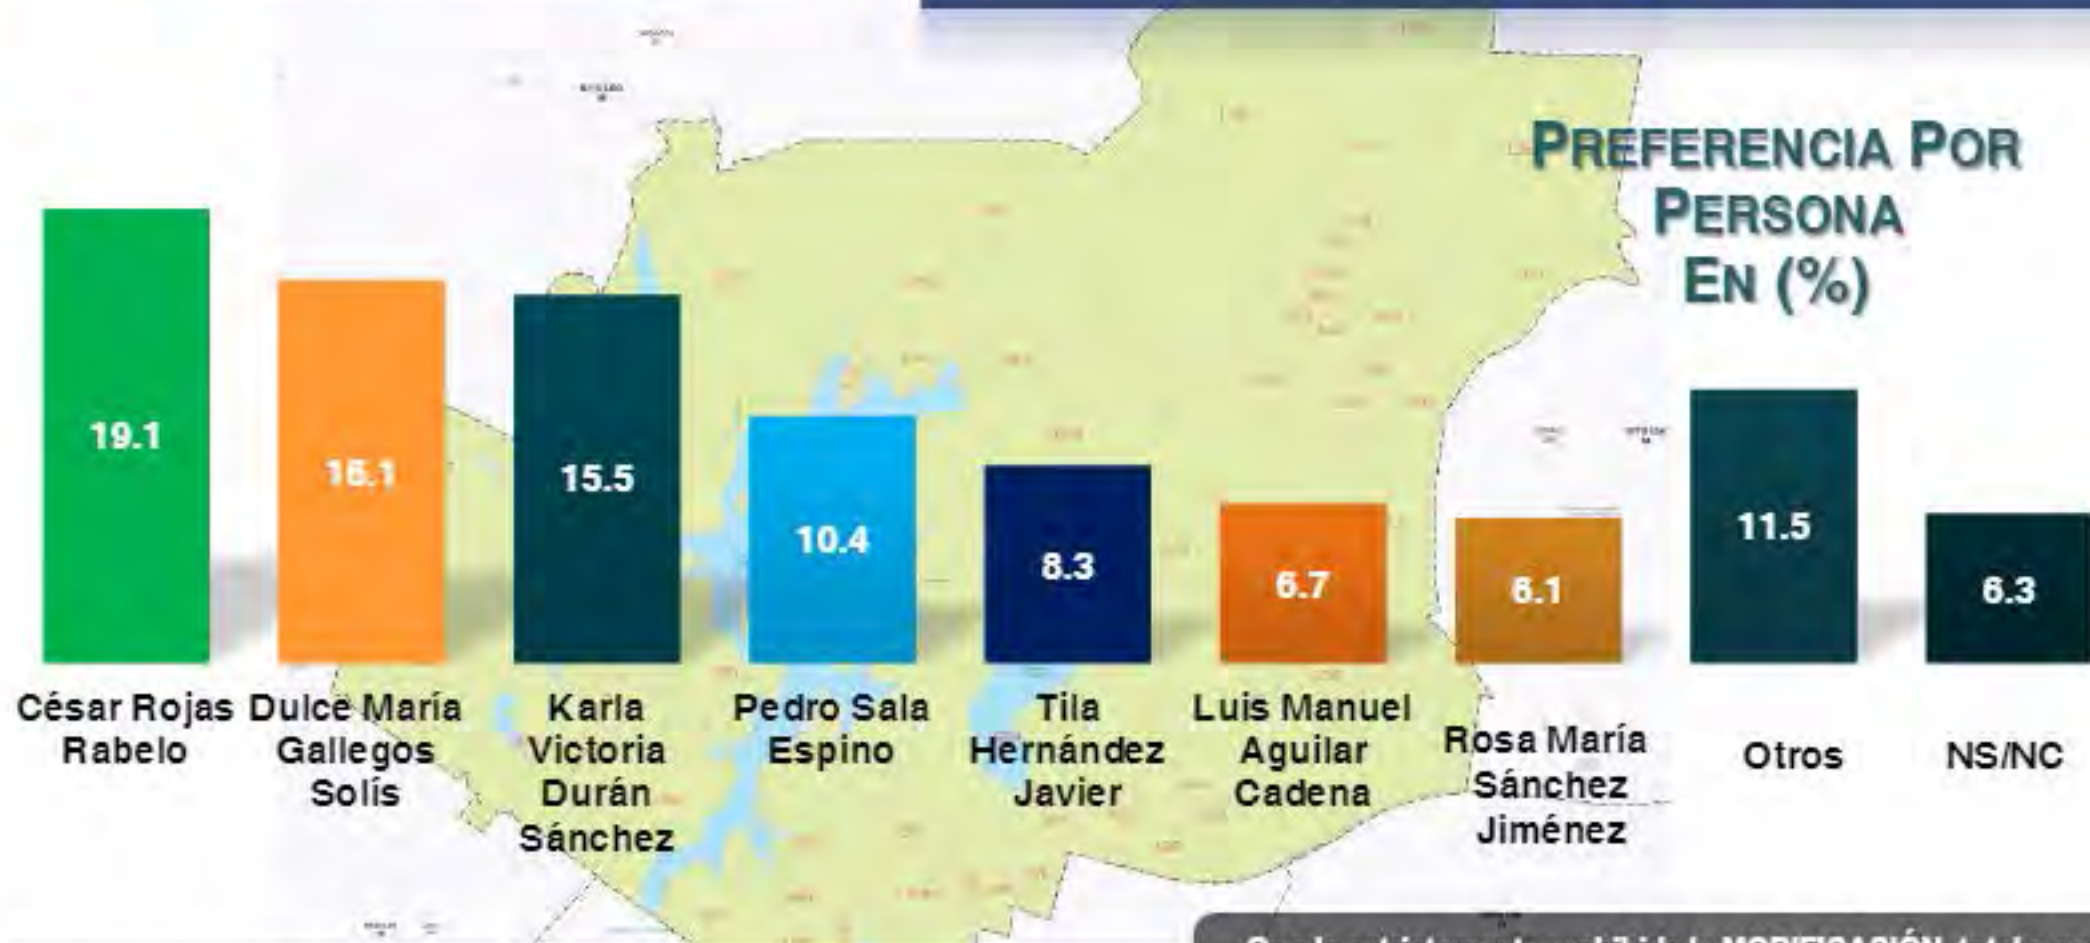 PREFERENCIA POR
PERSONA
EN (%)
19.1
16.1
15.5
10.4
8.3
6.7
6.1
11.5
6.3
César Rojas
Rabelo
Dulce María
Gallegos
Solís
Karla
Victoria
Durán
Sánchez
Pedro Sala
Espino
Tila
Hernández
Javier
Luis Manuel
Aguilar
Cadena
Rosa María
Sánchez
Jiménez
Otros
NS/NC
MODIFICACIÓN